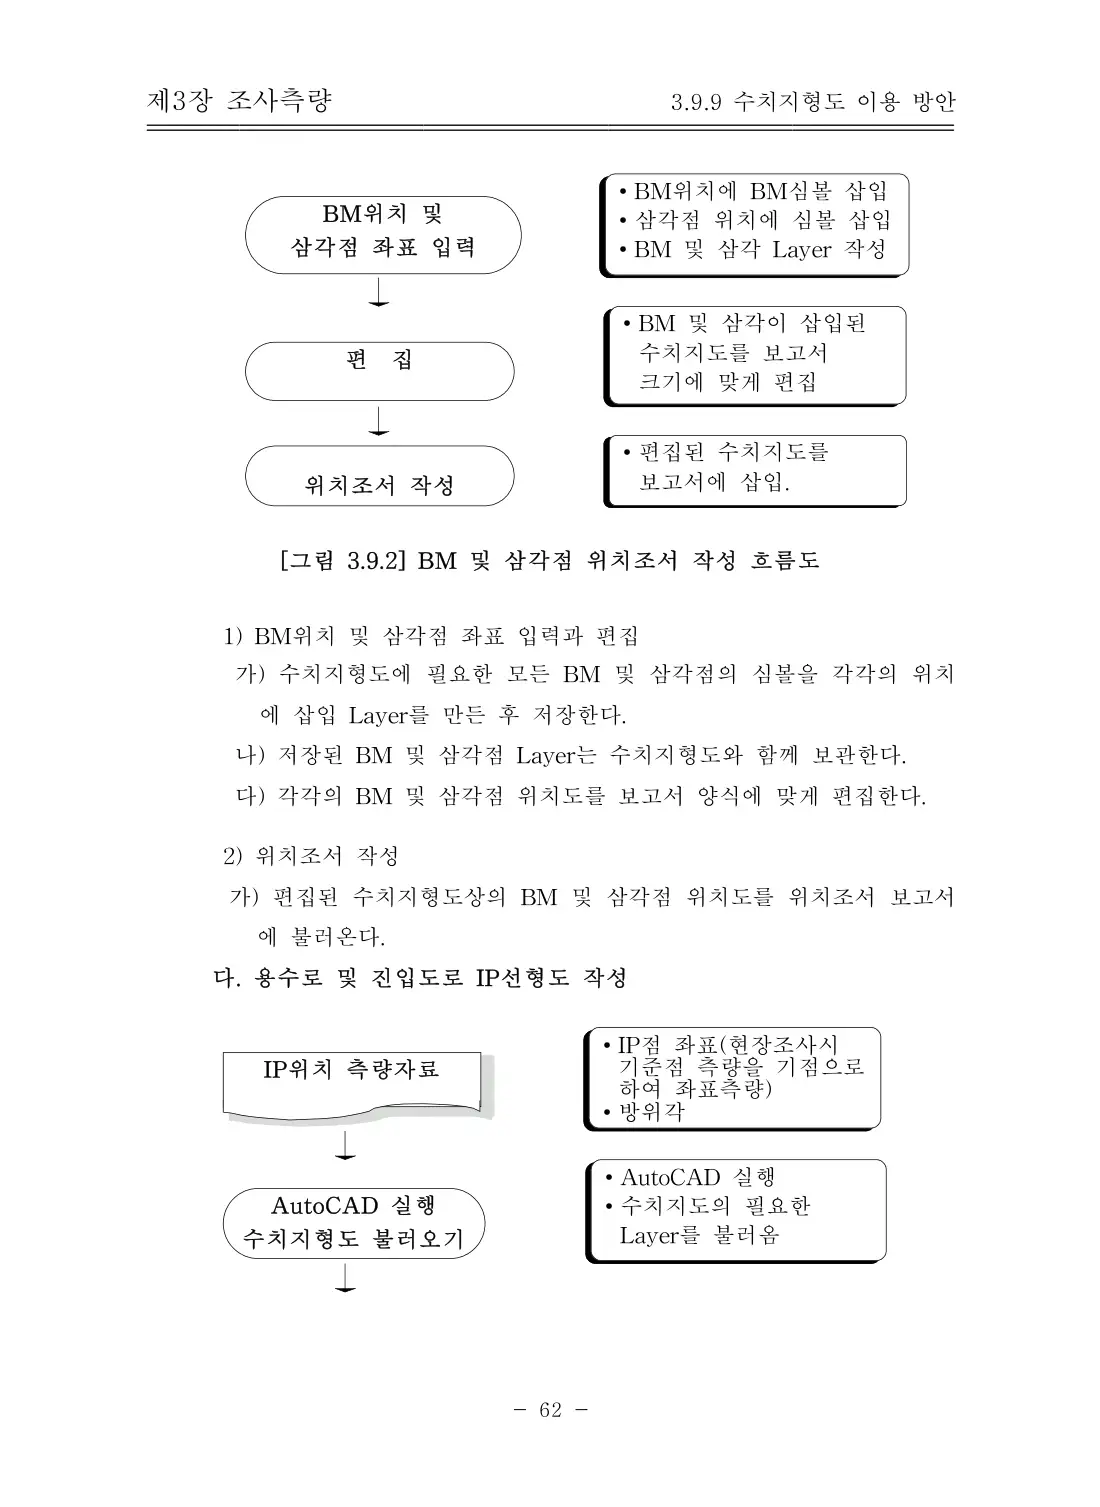 제3장 조사측량
3.9.9 수치지형도 이용 방안
BM위치 및
삼각점 좌표 입력
• BM위치에 BM심볼 삽입
• 삼각점 위치에 심볼 삽입
• BM 및 삼각 Layer 작성
편 집
• BM 및 삼각이 삽입된
수치지도를 보고서
크기에 맞게 편집
위치조서 작성
• 편집된 수치지도를
보고서에 삽입.
[그림 3.9.2] BM 및 삼각점 위치조서 작성 흐름도
1) BM위치 및 삼각점 좌표 입력과 편집
가) 수치지형도에 필요한 모든 BM 및 삼각점의 심볼을 각각의 위치
에 삽입 Layer를 만든 후 저장한다.
나) 저장된 BM 및 삼각점 Layer는 수치지형도와 함께 보관한다.
다) 각각의 BM 및 삼각점 위치도를 보고서 양식에 맞게 편집한다.
2) 위치조서 작성
가) 편집된 수치지형도상의 BM 및 삼각점 위치도를 위치조서 보고서
에 불러온다.
다. 용수로 및 진입도로 IP선형도 작성
IP위치 측량자료
• IP점 좌표(현장조사시
기준점 측량을 기점으로
하여 좌표측량)
• 방위각
AutoCAD 실행
수치지형도 불러오기
• AutoCAD 실행
• 수치지도의 필요한
Layer를 불러옴
- 62 -